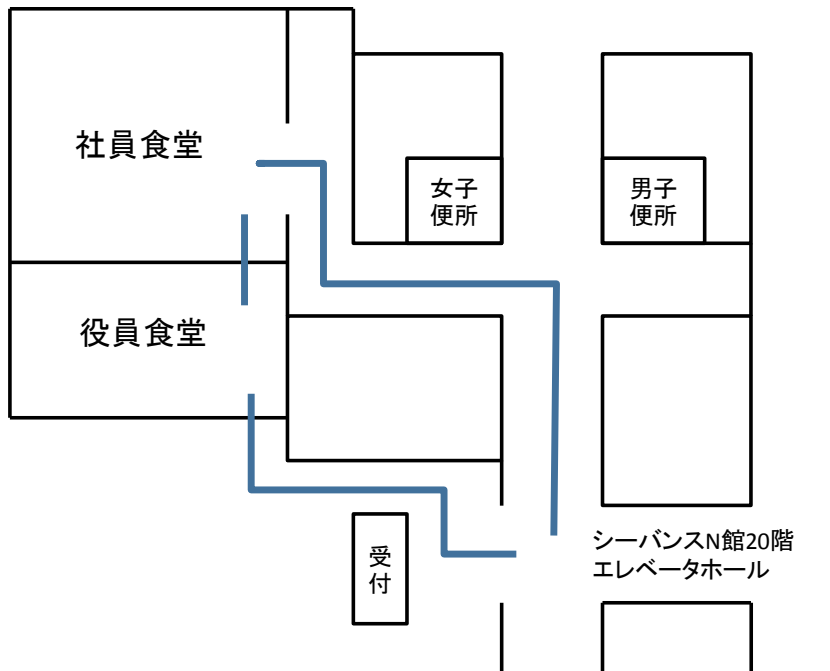 社員食堂
女子
便所
男子
便所
役員食堂
受
付
シーバンスN館20階
エレベータホール